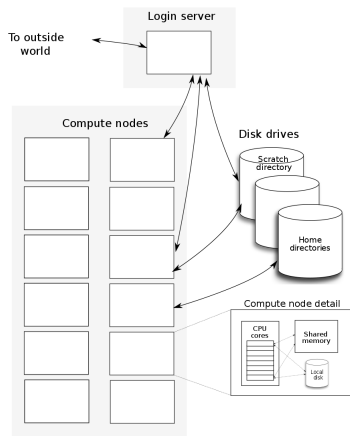 Login server
To outside
world
Compute nodes
Disk drives
Scratch
directory
Home
directories
Compute node detail
CPU
cores
Shared
memory
Local
disk